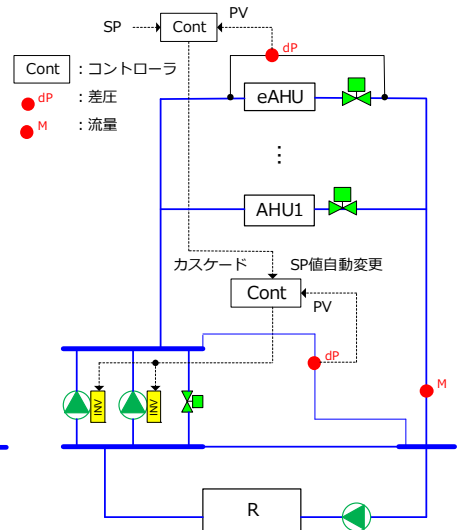 SP
Cont
PV
dP
Cont
:コントローラ
dP
:差圧
M
:流量
eAHU
⋮
AHU1
カスケード
SP値自動変更
Cont
PV
dP
M
INV
INV
R